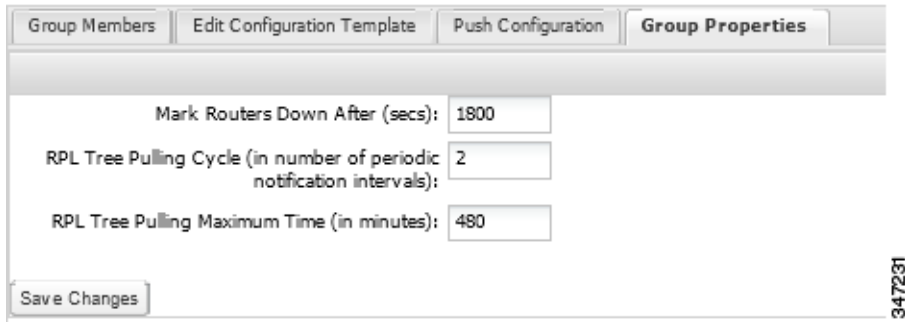 Group Members
Edit Configuration Template
Push Configuration
Group Properties
Mark Routers Down After (secs): 1800
RPL Tree Pulling Cycle (in number of periodic 2
notification intervals):
RPL Tree Pulling Maximum Time (in minutes): 480
Save Changes
347231